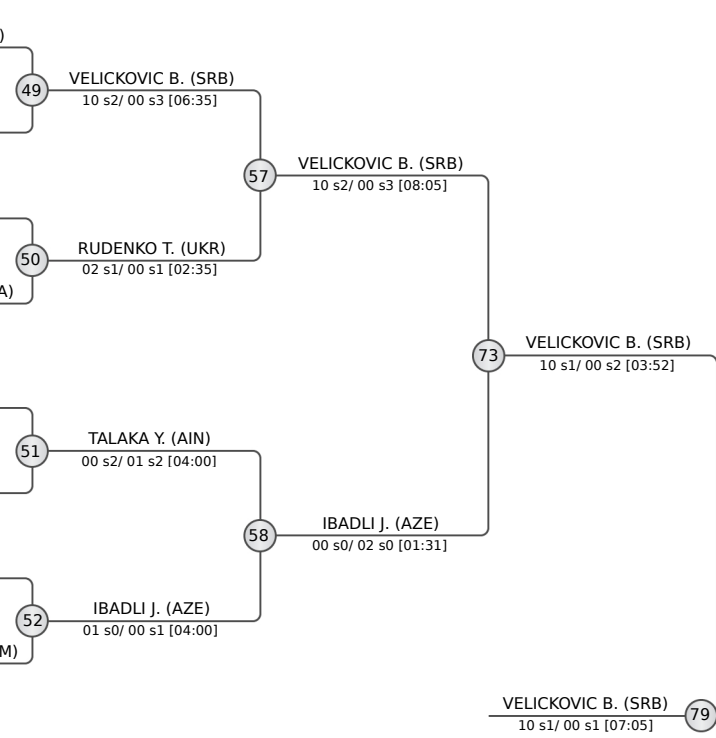 )
49
VELICKOVIC B. (SRB)
10 s2/ 00 s3 [06:35]
57
VELICKOVIC B. (SRB)
10 s2/ 00 s3 [08:05]
50
RUDENKO T. (UKR)
02 s1/ 00 s1 [02:35]
A)
73
VELICKOVIC B. (SRB)
10 s1/ 00 s2 [03:52]
51
TALAKA Y. (AIN)
00 s2/ 01 s2 [04:00]
58
IBADLI J. (AZE)
00 s0/ 02 s0 [01:31]
52
IBADLI J. (AZE)
01 s0/ 00 s1 [04:00]
M)
VELICKOVIC B. (SRB)
10 s1/ 00 s1 [07:05]
79